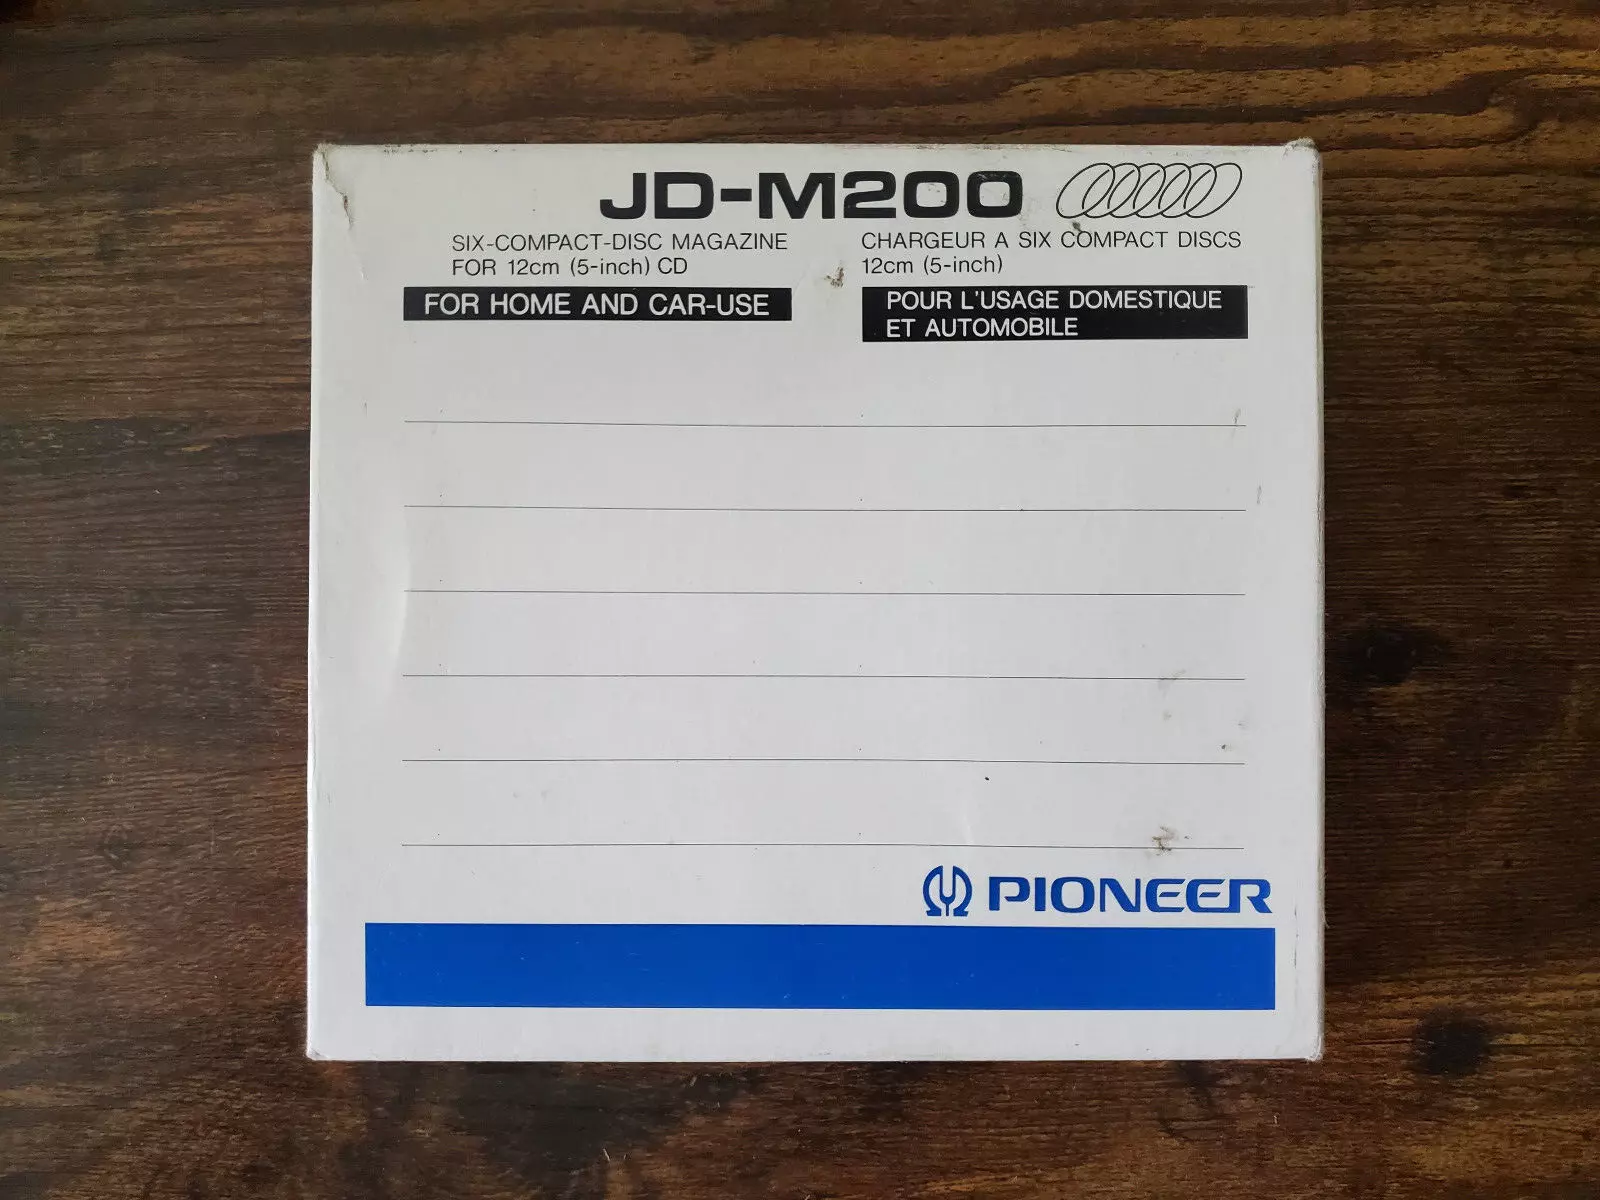 JD-M200
SIX-COMPACT-DISC MAGAZINE
FOR 12cm (5-inch) CD
FOR HOME AND CAR-USE
CHARGEUR A SIX COMPACT DISCS
12cm (5-inch)
POUR L'USAGE DOMESTIQUE
ET AUTOMOBILE
PIONEER